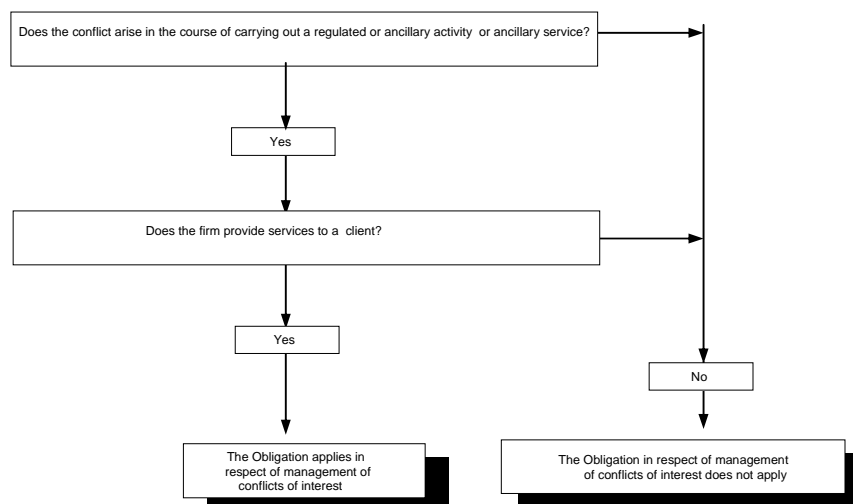 Does the conflict arise in the course of carrying out a regulated or ancillary activity or ancillary service?
Yes
Does the firm provide services to a client?
Yes
No
The Obligation applies in
respect of management of
conflicts of interest
The Obligation in respect of management
of conflicts of interest does not apply